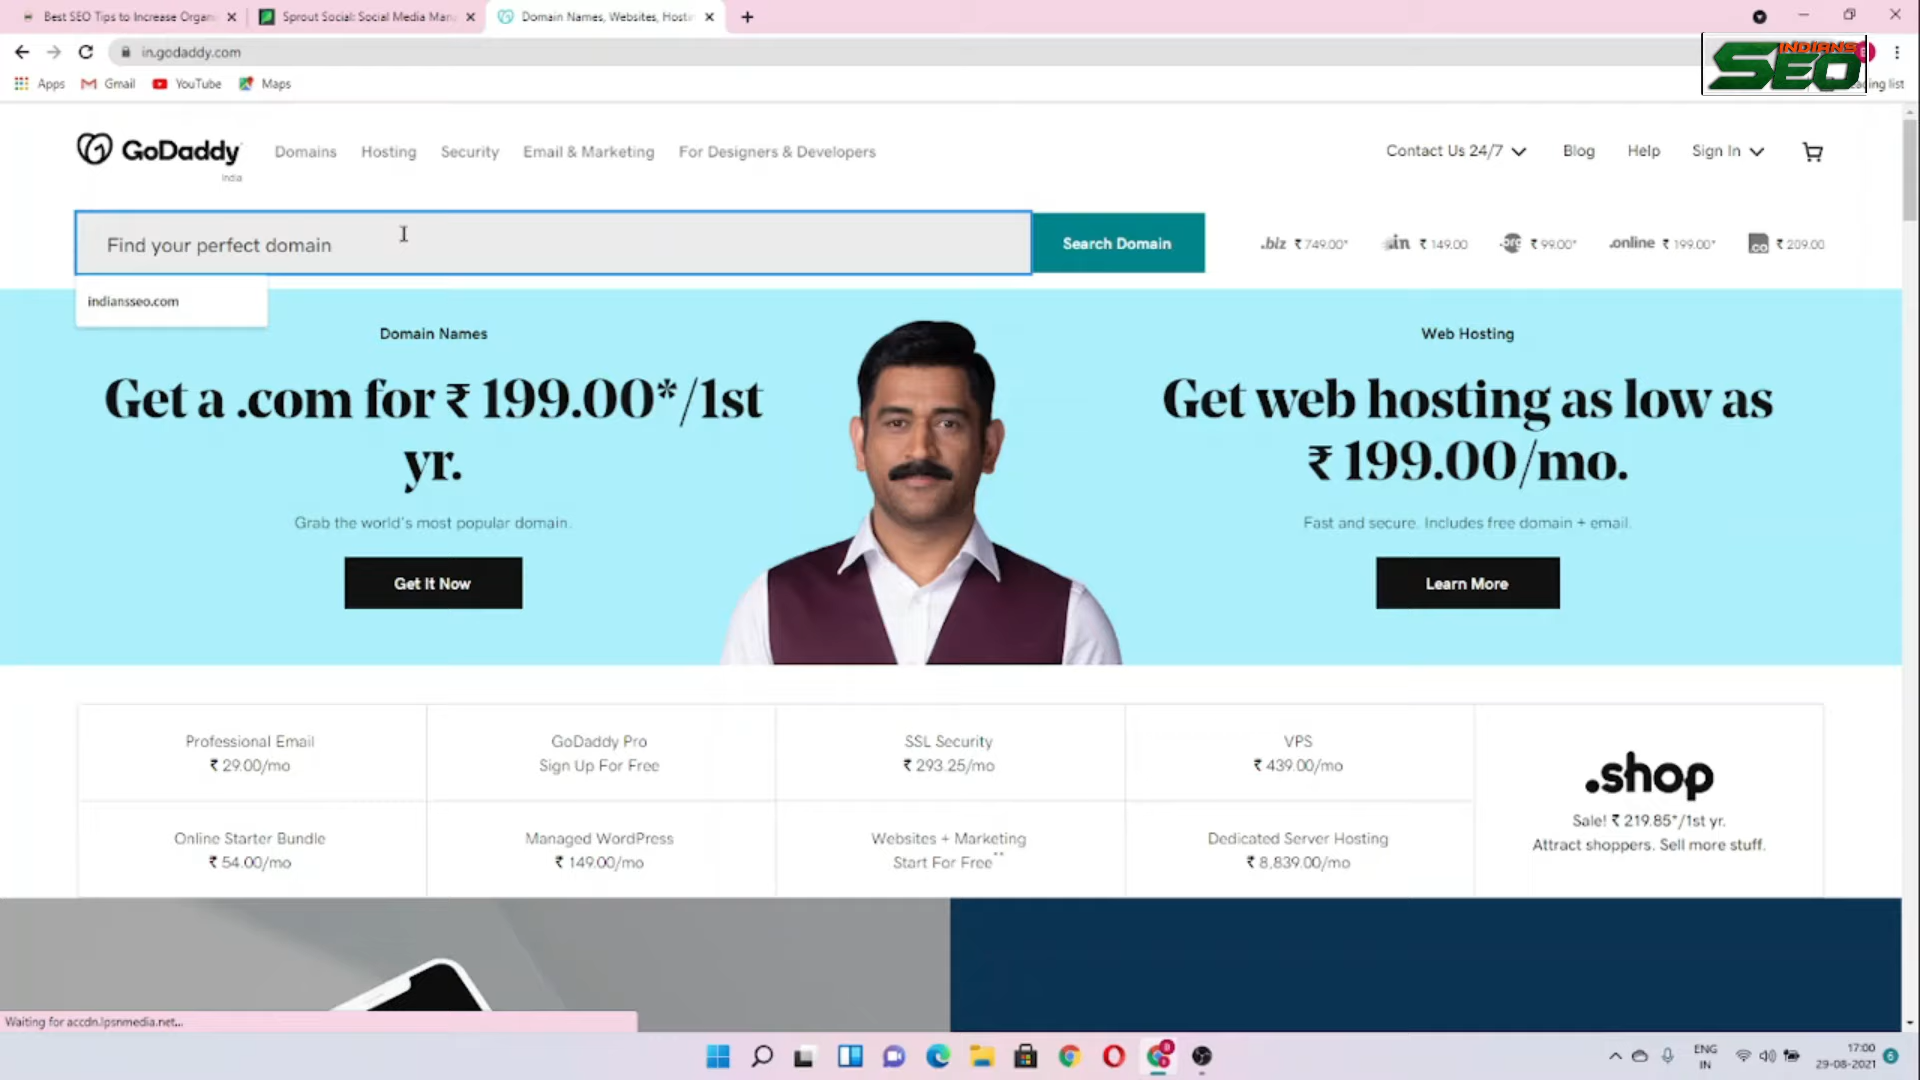 Best SEO Tips to Increase Organi
Sprout Social: Social Media Man
Domain Names, Websites, Hosti
in.godaddy.com
Apps
Gmail
YouTube
Maps
INDIANS
SEO
GoDaddy
India
Domains
Hosting
Security
Email & Marketing
For Designers & Developers
Contact Us 24/7
Blog
Help
Sign In
Find your perfect domain
Search Domain
.biz ₹ 749.00*
.in ₹ 149.00
.org ₹ 99.00*
.online ₹ 199.00*
.co ₹ 209.00
indiansseo.com
Domain Names
Get a .com for ₹ 199.00*/1st
yr.
Grab the world's most popular domain.
Get It Now
Web Hosting
Get web hosting as low as
₹ 199.00/mo.
Fast and secure. Includes free domain + email.
Learn More
Professional Email
₹ 29.00/mo
GoDaddy Pro
Sign Up For Free
SSL Security
₹ 293.25/mo
VPS
₹ 439.00/mo
Online Starter Bundle
₹ 54.00/mo
Managed WordPress
₹ 149.00/mo
Websites + Marketing
Start For Free**
Dedicated Server Hosting
₹ 8,839.00/mo
.shop
Sale! ₹ 219.85*/1st yr.
Attract shoppers. Sell more stuff.
Waiting for accdn.lpsnmedia.net...
ENG
IN
17:00
29-08-2021
6